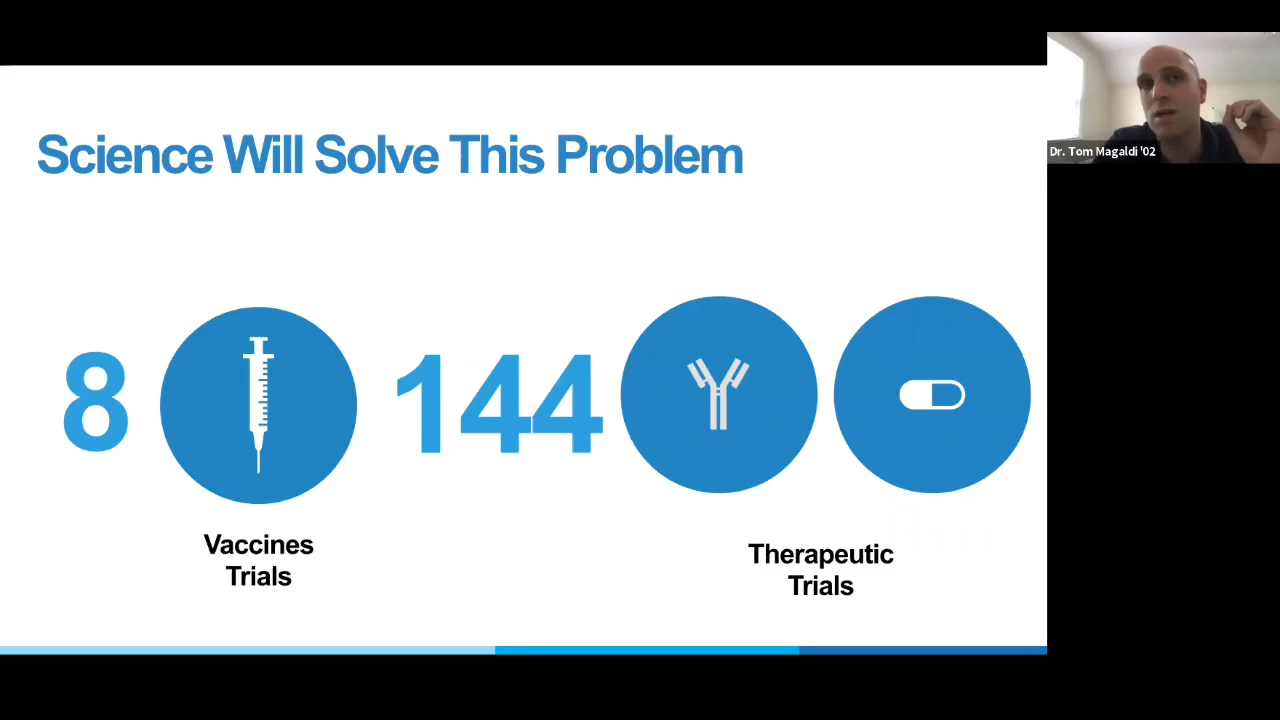 Science Will Solve This Problem
Dr. Tom Magaldi '02
8
144
Vaccines
Trials
Therapeutic
Trials